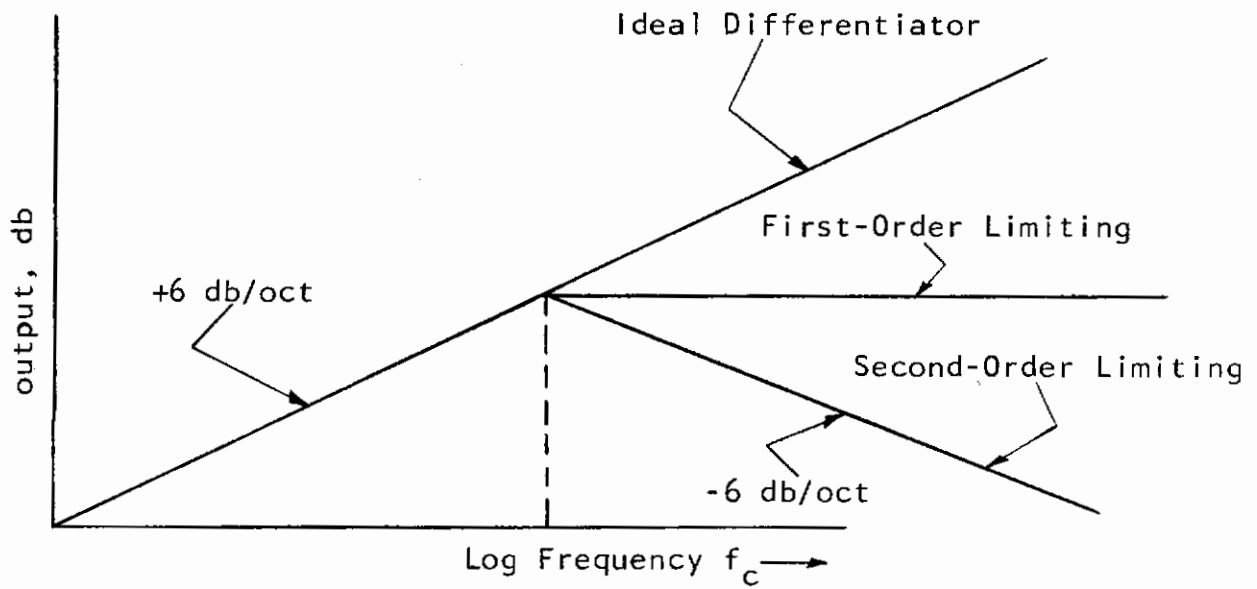 Ideal Differentiator
First-Order Limiting
+6 db/oct
output, db
Second-Order Limiting
-6 db/oct
Log Frequency f_c